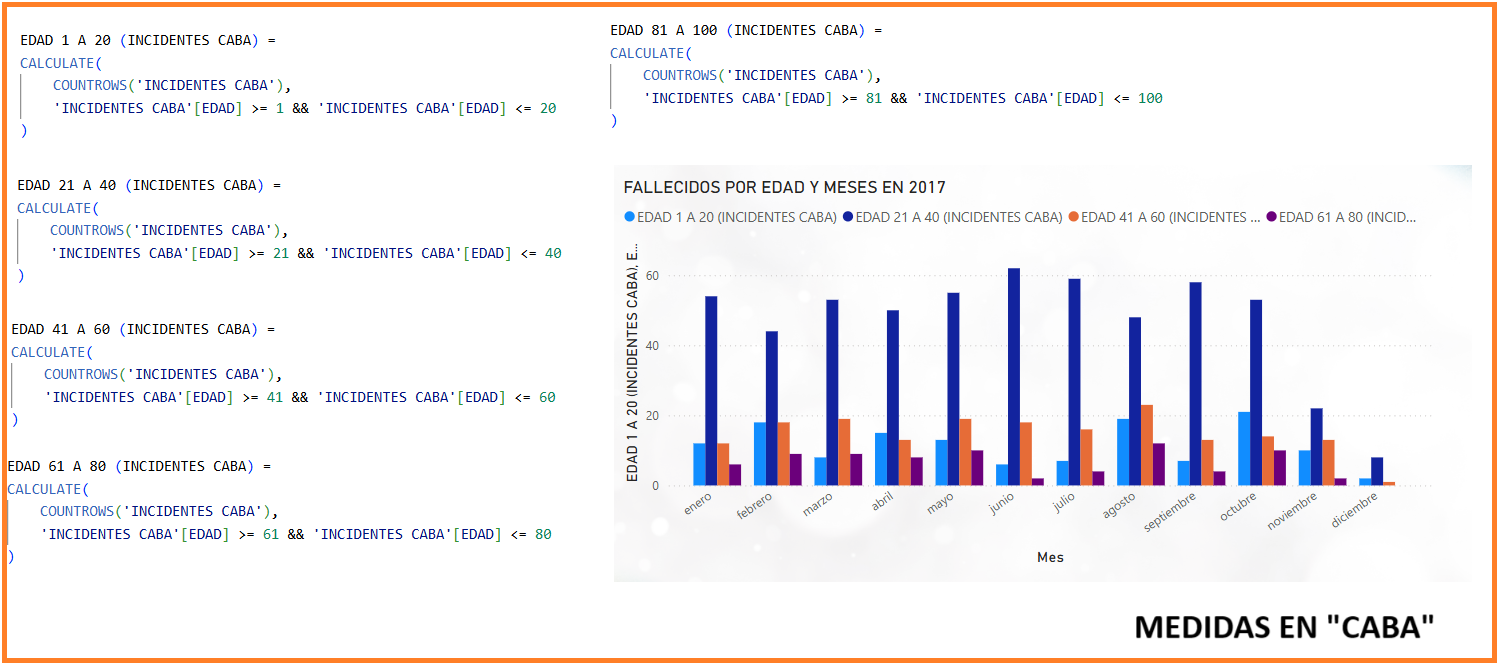 EDAD 1 A 20 (INCIDENTES CABA) =
CALCULATE(
COUNTROWS('INCIDENTES CABA'),
'INCIDENTES CABA'[EDAD] >= 1 && 'INCIDENTES CABA'[EDAD] <= 20
)
EDAD 21 A 40 (INCIDENTES CABA) =
CALCULATE(
COUNTROWS('INCIDENTES CABA'),
'INCIDENTES CABA'[EDAD] >= 21 && 'INCIDENTES CABA'[EDAD] <= 40
)
EDAD 41 A 60 (INCIDENTES CABA) =
CALCULATE(
COUNTROWS('INCIDENTES CABA'),
'INCIDENTES CABA'[EDAD] >= 41 && 'INCIDENTES CABA'[EDAD] <= 60
)
EDAD 61 A 80 (INCIDENTES CABA) =
CALCULATE(
COUNTROWS('INCIDENTES CABA'),
'INCIDENTES CABA'[EDAD] >= 61 && 'INCIDENTES CABA'[EDAD] <= 80
)
EDAD 81 A 100 (INCIDENTES CABA) =
CALCULATE(
COUNTROWS('INCIDENTES CABA'),
'INCIDENTES CABA'[EDAD] >= 81 && 'INCIDENTES CABA'[EDAD] <= 100
)
FALLECIDOS POR EDAD Y MESES EN 2017
EDAD 1 A 20 (INCIDENTES CABA) EDAD 21 A 40 (INCIDENTES CABA) EDAD 41 A 60 (INCIDENTES ... EDAD 61 A 80 (INCID...
EDAD 1 A 20 (INCIDENTES CABA), E...
60
40
20
0
enero febrero marzo abril mayo junio julio agosto septiembre octubre noviembre diciembre
Mes
MEDIDAS EN "CABA"